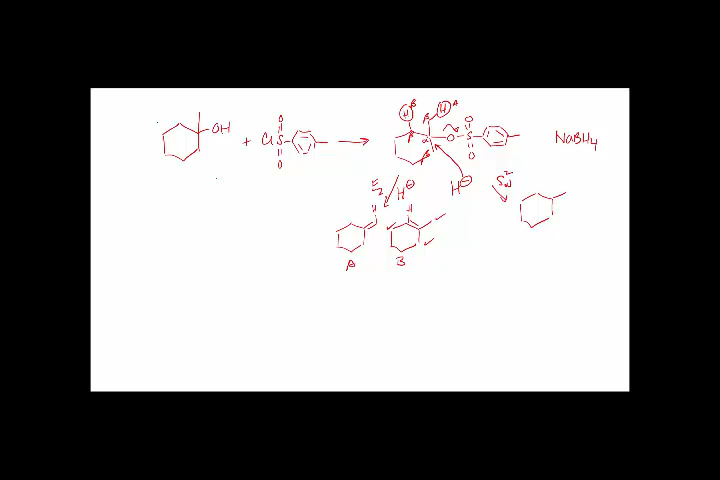 OH + Cl S O O
β H β H A
β α β O S O O
NaBH4
E2 H⊖ H⊖ SN2
H H
A B